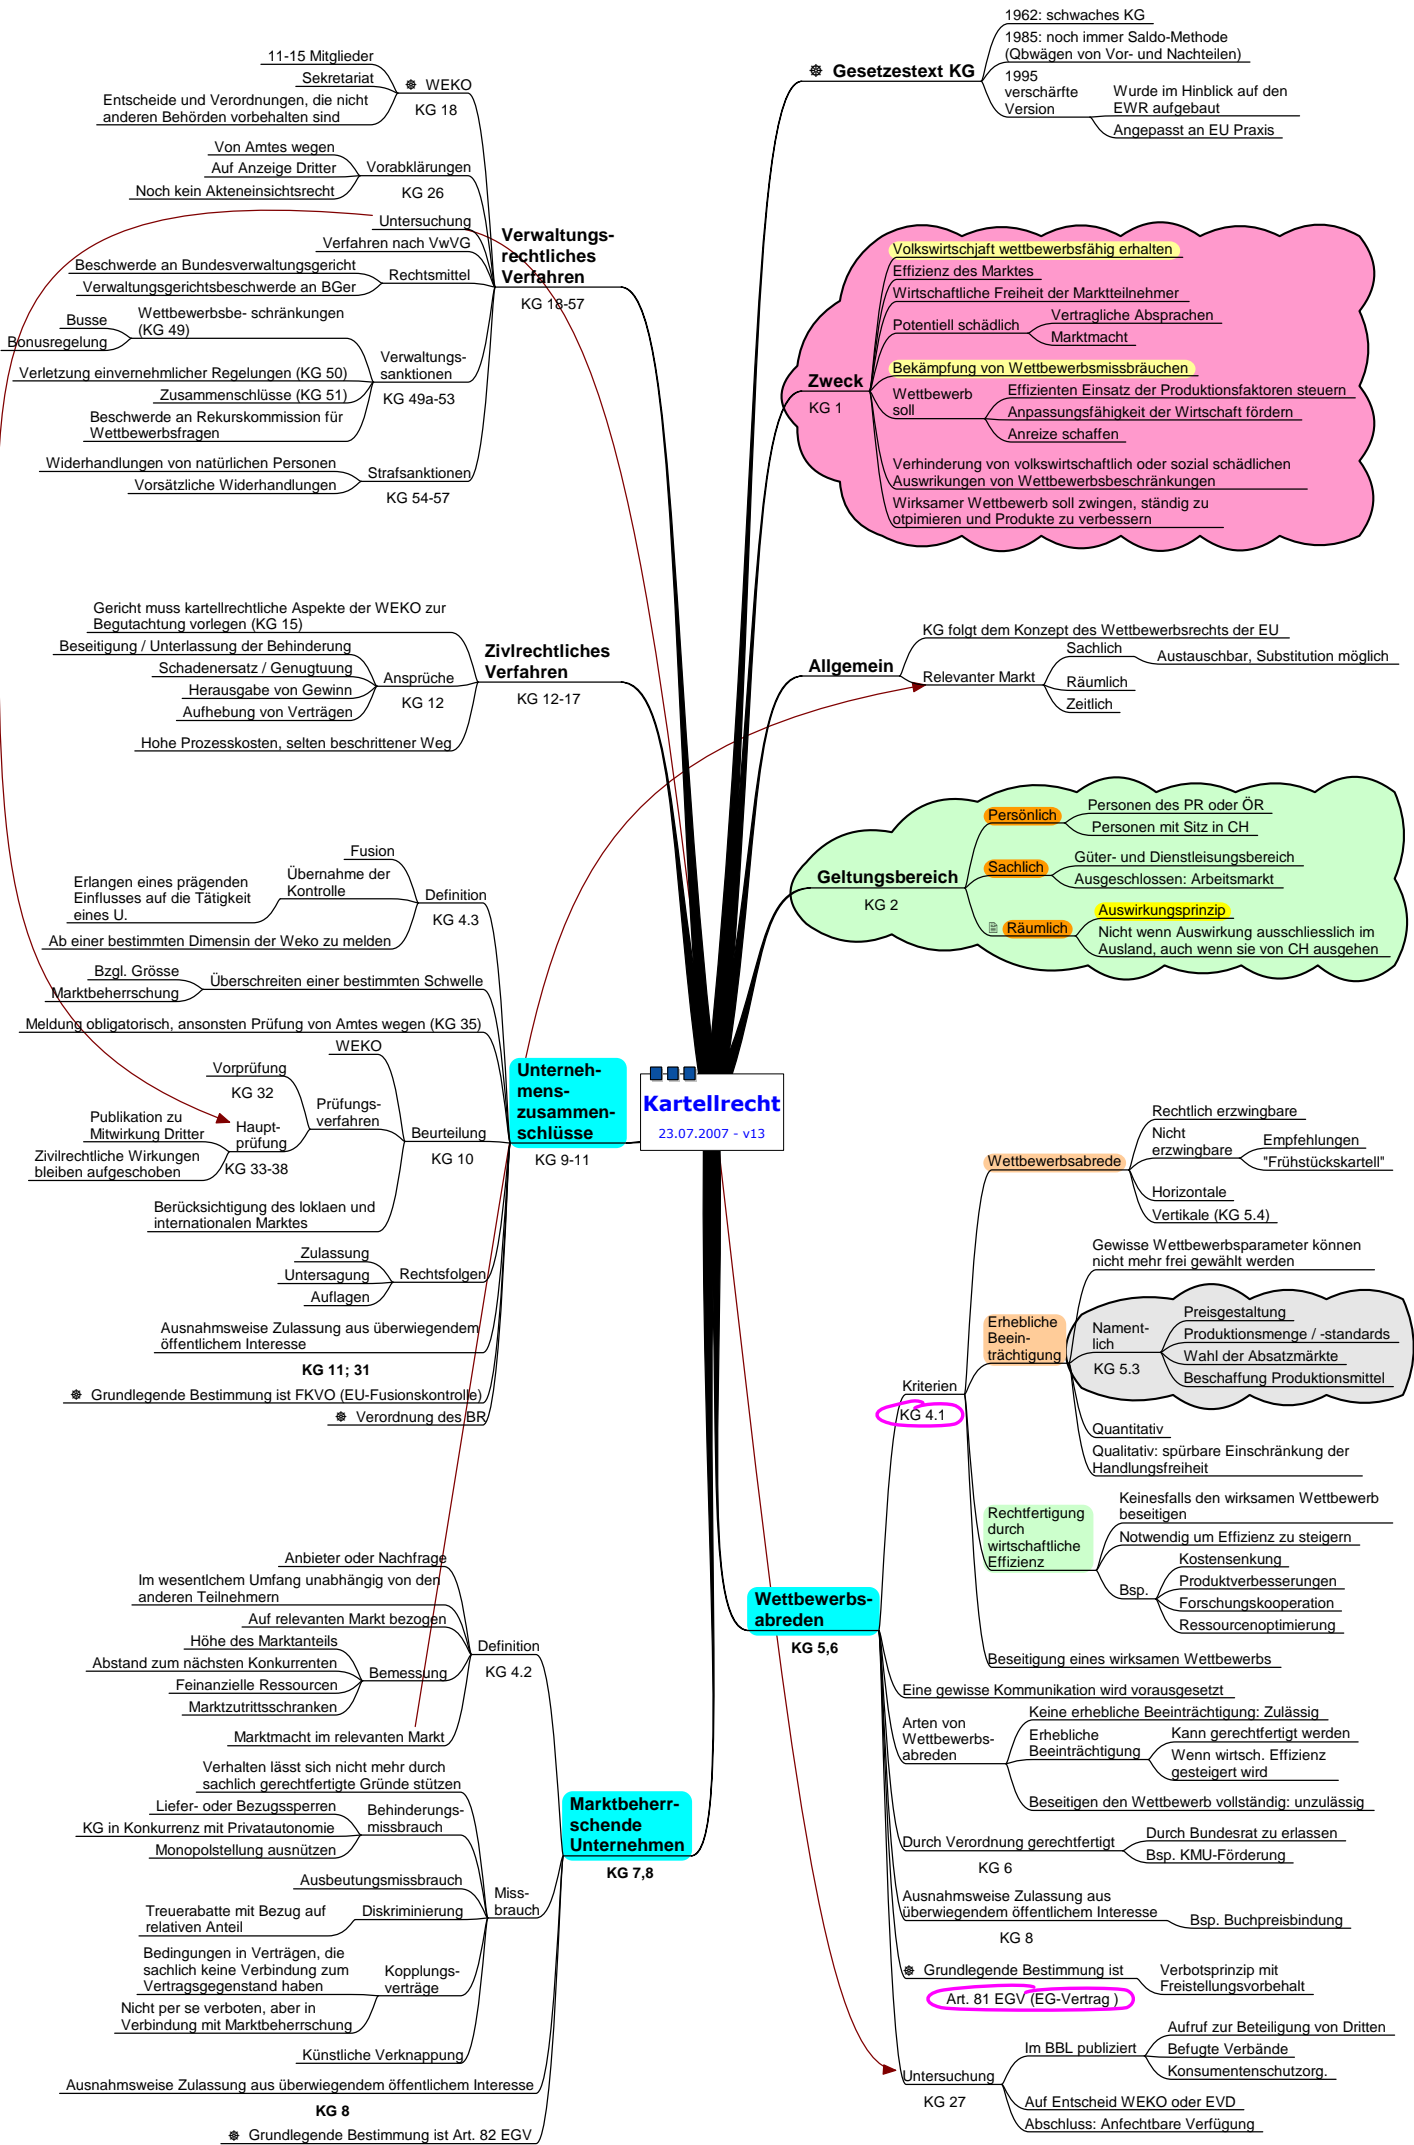 Kartellrecht
23.07.2007 - v13
Gesetzestext KG
1962: schwaches KG
1985: noch immer Saldo-Methode
(Qbwägen von Vor- und Nachteilen)
1995
verschärfte
Version
Wurde im Hinblick auf den
EWR aufgebaut
Angepasst an EU Praxis
Zweck
KG 1
Volkswirtschjaft wettbewerbsfähig erhalten
Effizienz des Marktes
Wirtschaftliche Freiheit der Marktteilnehmer
Potentiell schädlich
Vertragliche Absprachen
Marktmacht
Bekämpfung von Wettbewerbsmissbräuchen
Wettbewerb
soll
Effizienten Einsatz der Produktionsfaktoren steuern
Anpassungsfähigkeit der Wirtschaft fördern
Anreize schaffen
Verhinderung von volkswirtschaftlich oder sozial schädlichen
Auswrikungen von Wettbewerbsbeschränkungen
Wirksamer Wettbewerb soll zwingen, ständig zu
otpimieren und Produkte zu verbessern
Allgemein
KG folgt dem Konzept des Wettbewerbsrechts der EU
Relevanter Markt
Sachlich
Austauschbar, Substitution möglich
Räumlich
Zeitlich
Geltungsbereich
KG 2
Persönlich
Personen des PR oder ÖR
Personen mit Sitz in CH
Sachlich
Güter- und Dienstleisungsbereich
Ausgeschlossen: Arbeitsmarkt
Räumlich
Auswirkungsprinzip
Nicht wenn Auswirkung ausschliesslich im
Ausland, auch wenn sie von CH ausgehen
Wettbewerbs-
abreden
KG 5,6
Kriterien
KG 4.1
Wettbewerbsabrede
Rechtlich erzwingbare
Nicht
erzwingbare
Empfehlungen
"Frühstückskartell"
Horizontale
Vertikale (KG 5.4)
Erhebliche
Beein-
trächtigung
Gewisse Wettbewerbsparameter können
nicht mehr frei gewählt werden
Nament-
lich
KG 5.3
Preisgestaltung
Produktionsmenge / -standards
Wahl der Absatzmärkte
Beschaffung Produktionsmittel
Quantitativ
Qualitativ: spürbare Einschränkung der
Handlungsfreiheit
Rechtfertigung
durch
wirtschaftliche
Effizienz
Keinesfalls den wirksamen Wettbewerb
beseitigen
Notwendig um Effizienz zu steigern
Bsp.
Kostensenkung
Produktverbesserungen
Forschungskooperation
Ressourcenoptimierung
Beseitigung eines wirksamen Wettbewerbs
Eine gewisse Kommunikation wird vorausgesetzt
Arten von
Wettbewerbs-
abreden
Keine erhebliche Beeinträchtigung: Zulässig
Erhebliche
Beeinträchtigung
Kann gerechtfertigt werden
Wenn wirtsch. Effizienz
gesteigert wird
Beseitigen den Wettbewerb vollständig: unzulässig
Durch Verordnung gerechtfertigt
KG 6
Durch Bundesrat zu erlassen
Bsp. KMU-Förderung
Ausnahmsweise Zulassung aus
überwiegendem öffentlichem Interesse
KG 8
Bsp. Buchpreisbindung
Grundlegende Bestimmung ist
Art. 81 EGV (EG-Vertrag )
Verbotsprinzip mit
Freistellungsvorbehalt
Untersuchung
KG 27
Im BBL publiziert
Aufruf zur Beteiligung von Dritten
Befugte Verbände
Konsumentenschutzorg.
Auf Entscheid WEKO oder EVD
Abschluss: Anfechtbare Verfügung
Verwaltungs-
rechtliches
Verfahren
KG 18-57
WEKO
KG 18
11-15 Mitglieder
Sekretariat
Entscheide und Verordnungen, die nicht
anderen Behörden vorbehalten sind
Vorabklärungen
KG 26
Von Amtes wegen
Auf Anzeige Dritter
Noch kein Akteneinsichtsrecht
Untersuchung
Verfahren nach VwVG
Rechtsmittel
Beschwerde an Bundesverwaltungsgericht
Verwaltungsgerichtsbeschwerde an BGer
Verwaltungs-
sanktionen
KG 49a-53
Wettbewerbsbe- schränkungen
(KG 49)
Busse
Bonusregelung
Verletzung einvernehmlicher Regelungen (KG 50)
Zusammenschlüsse (KG 51)
Beschwerde an Rekurskommission für
Wettbewerbsfragen
Strafsanktionen
KG 54-57
Widerhandlungen von natürlichen Personen
Vorsätzliche Widerhandlungen
Zivlrechtliches
Verfahren
KG 12-17
Gericht muss kartellrechtliche Aspekte der WEKO zur
Begutachtung vorlegen (KG 15)
Ansprüche
KG 12
Beseitigung / Unterlassung der Behinderung
Schadenersatz / Genugtuung
Herausgabe von Gewinn
Aufhebung von Verträgen
Hohe Prozesskosten, selten beschrittener Weg
Unterneh-
mens-
zusammen-
schlüsse
KG 9-11
Definition
KG 4.3
Fusion
Übernahme der
Kontrolle
Erlangen eines prägenden
Einflusses auf die Tätigkeit
eines U.
Ab einer bestimmten Dimensin der Weko zu melden
Überschreiten einer bestimmten Schwelle
Bzgl. Grösse
Marktbeherrschung
Meldung obligatorisch, ansonsten Prüfung von Amtes wegen (KG 35)
Beurteilung
KG 10
WEKO
Prüfungs-
verfahren
Vorprüfung
KG 32
Haupt-
prüfung
KG 33-38
Publikation zu
Mitwirkung Dritter
Zivilrechtliche Wirkungen
bleiben aufgeschoben
Berücksichtigung des loklaen und
internationalen Marktes
Rechtsfolgen
Zulassung
Untersagung
Auflagen
Ausnahmsweise Zulassung aus überwiegendem
öffentlichem Interesse
KG 11; 31
Grundlegende Bestimmung ist FKVO (EU-Fusionskontrolle)
Verordnung des BR
Marktbeherr-
schende
Unternehmen
KG 7,8
Definition
KG 4.2
Anbieter oder Nachfrage
Im wesentlchem Umfang unabhängig von den
anderen Teilnehmern
Auf relevanten Markt bezogen
Bemessung
Höhe des Marktanteils
Abstand zum nächsten Konkurrenten
Feinanzielle Ressourcen
Marktzutrittsschranken
Marktmacht im relevanten Markt
Miss-
brauch
Verhalten lässt sich nicht mehr durch
sachlich gerechtfertigte Gründe stützen
Behinderungs-
missbrauch
Liefer- oder Bezugssperren
KG in Konkurrenz mit Privatautonomie
Monopolstellung ausnützen
Ausbeutungsmissbrauch
Diskriminierung
Treuerabatte mit Bezug auf
relativen Anteil
Kopplungs-
verträge
Bedingungen in Verträgen, die
sachlich keine Verbindung zum
Vertragsgegenstand haben
Nicht per se verboten, aber in
Verbindung mit Marktbeherrschung
Künstliche Verknappung
Ausnahmsweise Zulassung aus überwiegendem öffentlichem Interesse
KG 8
Grundlegende Bestimmung ist Art. 82 EGV